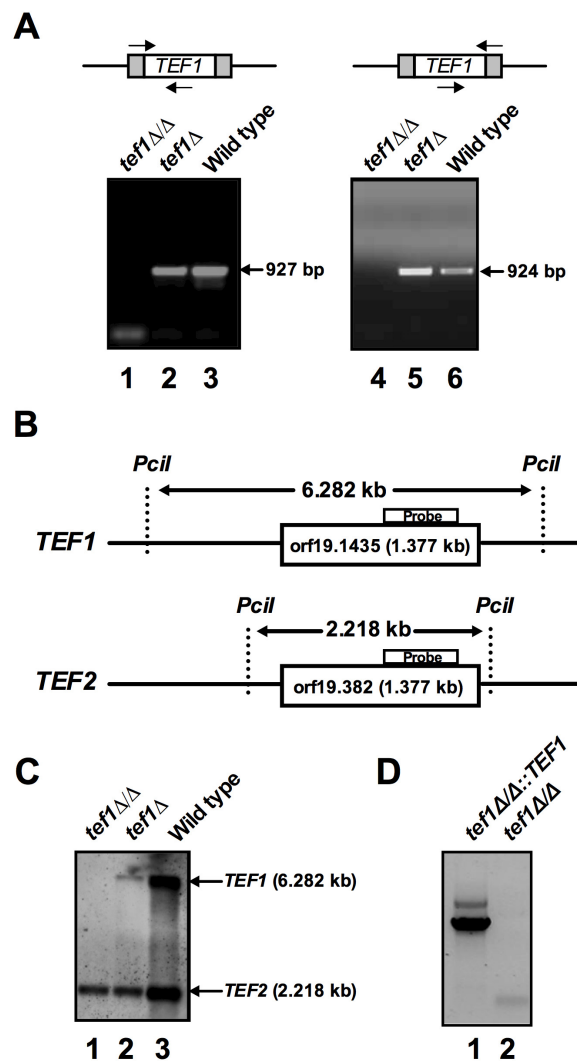 A
TEF1
TEF1
tef1Δ/Δ
tef1Δ
Wild type
tef1Δ/Δ
tef1Δ
Wild type
927 bp
924 bp
1 2 3
4 5 6
B
PciI
PciI
6.282 kb
Probe
TEF1
orf19.1435 (1.377 kb)
PciI
PciI
2.218 kb
Probe
TEF2
orf19.382 (1.377 kb)
C
tef1Δ/Δ
tef1Δ
Wild type
TEF1 (6.282 kb)
TEF2 (2.218 kb)
1 2 3
D
tef1Δ/Δ::TEF1
tef1Δ/Δ
1 2